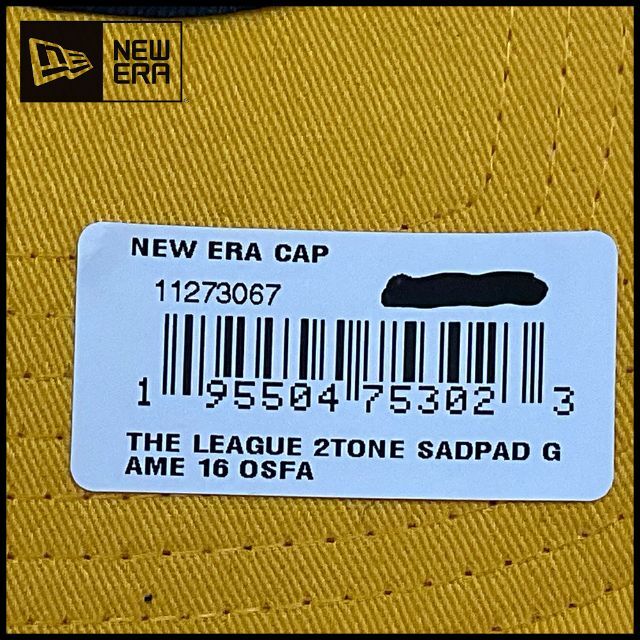 NEW
ERA
NEW ERA CAP
11273067
1 95504 75302 3
THE LEAGUE 2TONE SADPAD G
AME 16 OSFA